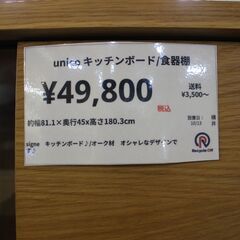 unico キッチンボード/食器棚
¥49,800
税込
送料
¥3,500～
約幅81.1×奥行45x高さ180.3cm
signe キッチンボード♪/オーク材 オシャレなデザインで
す♪
Recycle Off